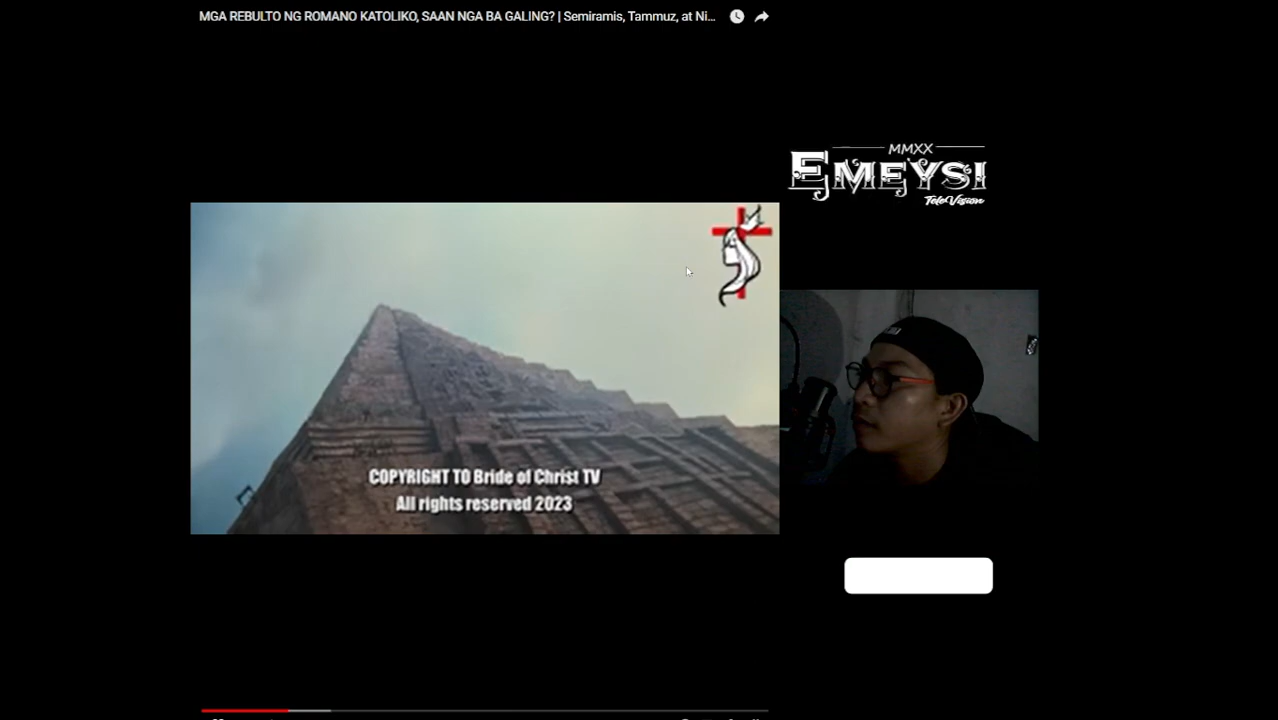 MGA REBULTO NG ROMANO KATOLIKO, SAAN NGA BA GALING? | Semiramis, Tammuz, at Ni...
MMXX
EMEYSI
TeleVision
COPYRIGHT TO Bride of Christ TV
All rights reserved 2023